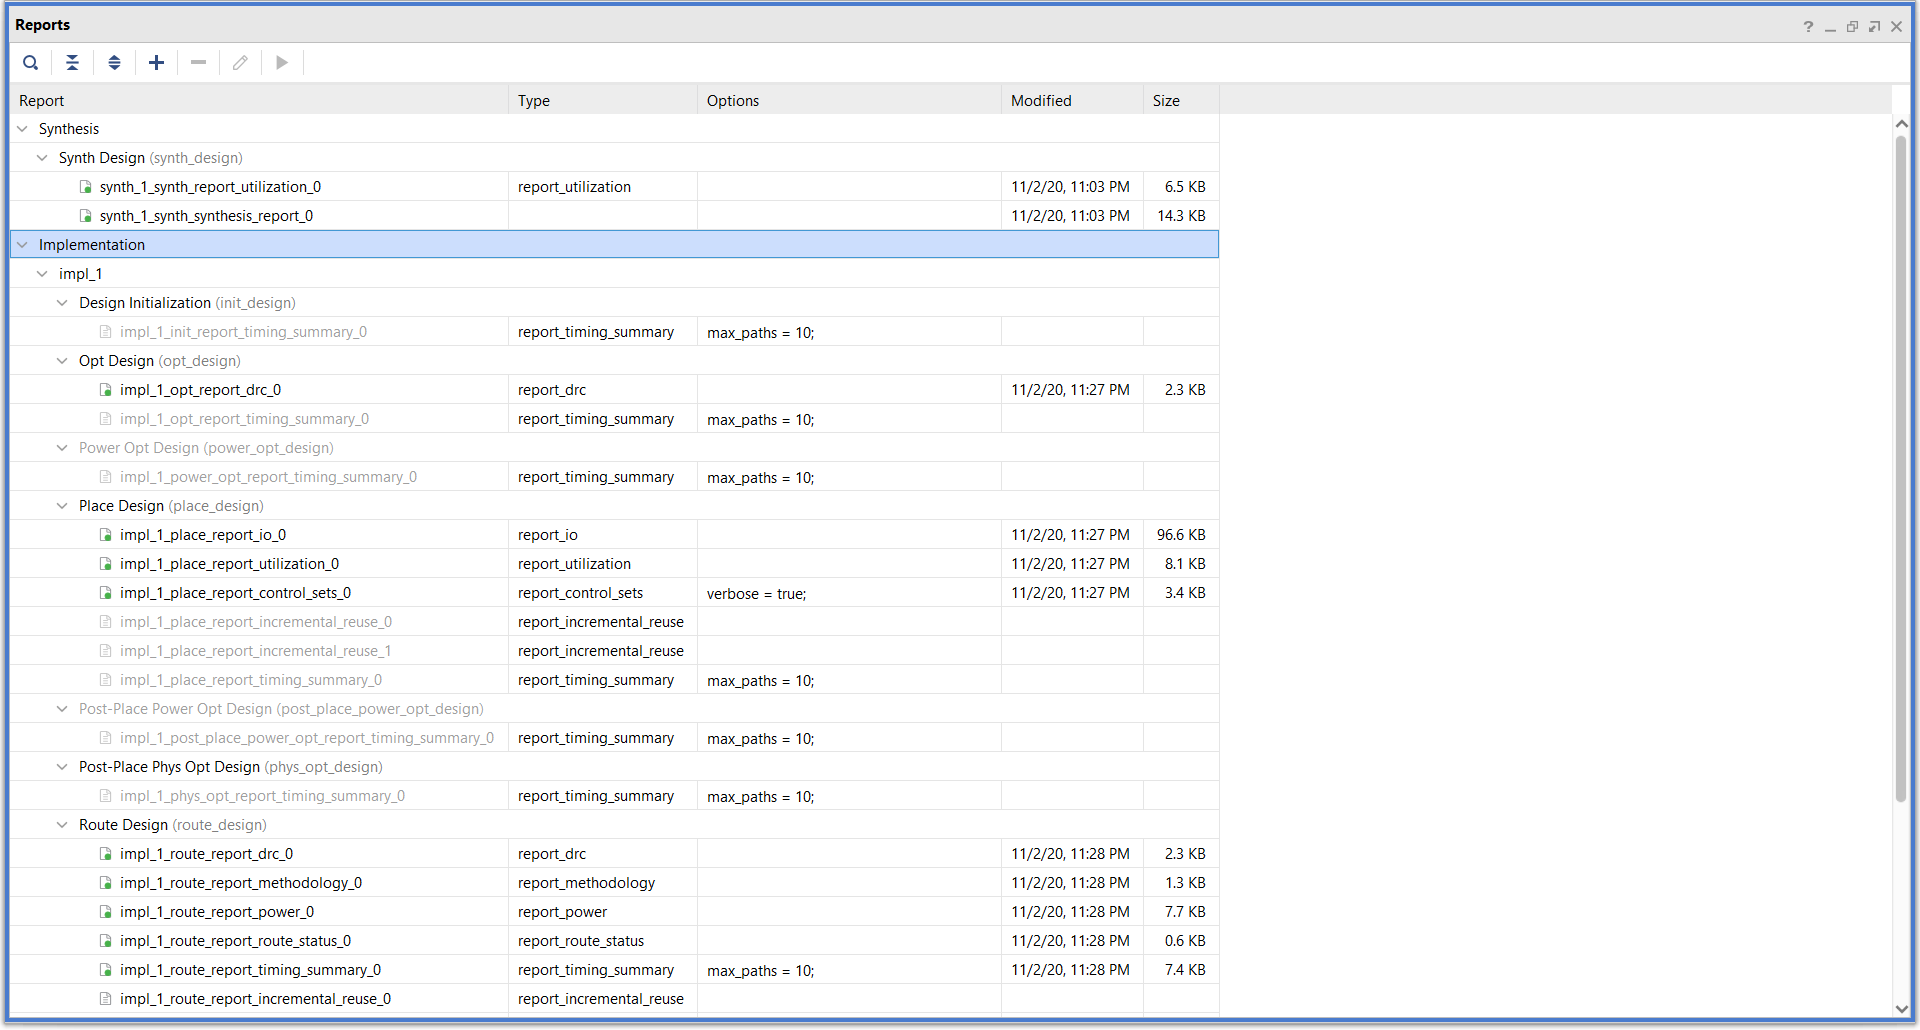 Reports
Report Type Options Modified Size
Synthesis
Synth Design (synth_design)
synth_1_synth_report_utilization_0 report_utilization 11/2/20, 11:03 PM 6.5 KB
synth_1_synth_synthesis_report_0 11/2/20, 11:03 PM 14.3 KB
Implementation
impl_1
Design Initialization (init_design)
impl_1_init_report_timing_summary_0 report_timing_summary max_paths = 10;
Opt Design (opt_design)
impl_1_opt_report_drc_0 report_drc 11/2/20, 11:27 PM 2.3 KB
impl_1_opt_report_timing_summary_0 report_timing_summary max_paths = 10;
Power Opt Design (power_opt_design)
impl_1_power_opt_report_timing_summary_0 report_timing_summary max_paths = 10;
Place Design (place_design)
impl_1_place_report_io_0 report_io 11/2/20, 11:27 PM 96.6 KB
impl_1_place_report_utilization_0 report_utilization 11/2/20, 11:27 PM 8.1 KB
impl_1_place_report_control_sets_0 report_control_sets verbose = true; 11/2/20, 11:27 PM 3.4 KB
impl_1_place_report_incremental_reuse_0 report_incremental_reuse
impl_1_place_report_incremental_reuse_1 report_incremental_reuse
impl_1_place_report_timing_summary_0 report_timing_summary max_paths = 10;
Post-Place Power Opt Design (post_place_power_opt_design)
impl_1_post_place_power_opt_report_timing_summary_0 report_timing_summary max_paths = 10;
Post-Place Phys Opt Design (phys_opt_design)
impl_1_phys_opt_report_timing_summary_0 report_timing_summary max_paths = 10;
Route Design (route_design)
impl_1_route_report_drc_0 report_drc 11/2/20, 11:28 PM 2.3 KB
impl_1_route_report_methodology_0 report_methodology 11/2/20, 11:28 PM 1.3 KB
impl_1_route_report_power_0 report_power 11/2/20, 11:28 PM 7.7 KB
impl_1_route_report_route_status_0 report_route_status 11/2/20, 11:28 PM 0.6 KB
impl_1_route_report_timing_summary_0 report_timing_summary max_paths = 10; 11/2/20, 11:28 PM 7.4 KB
impl_1_route_report_incremental_reuse_0 report_incremental_reuse